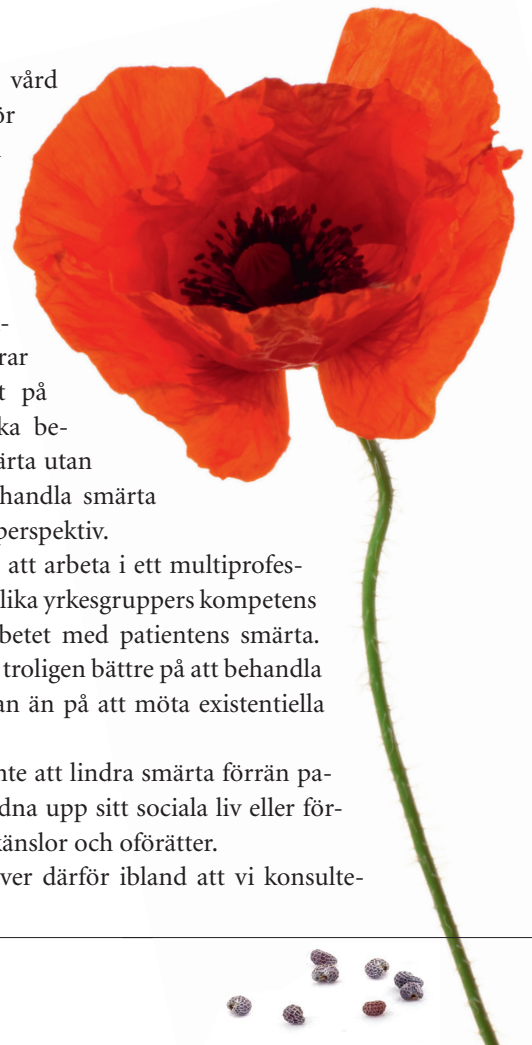 vård
ör
-
rar
t på
ka be-
ärta utan
handla smärta
perspektiv.
att arbeta i ett multiprofes-
lika yrkesgruppers kompetens
betet med patientens smärta.
troligen bättre på att behandla
an än på att möta existentiella
nte att lindra smärta förrän pa-
dna upp sitt sociala liv eller för-
känslor och oförätter.
ver därför ibland att vi konsulte-